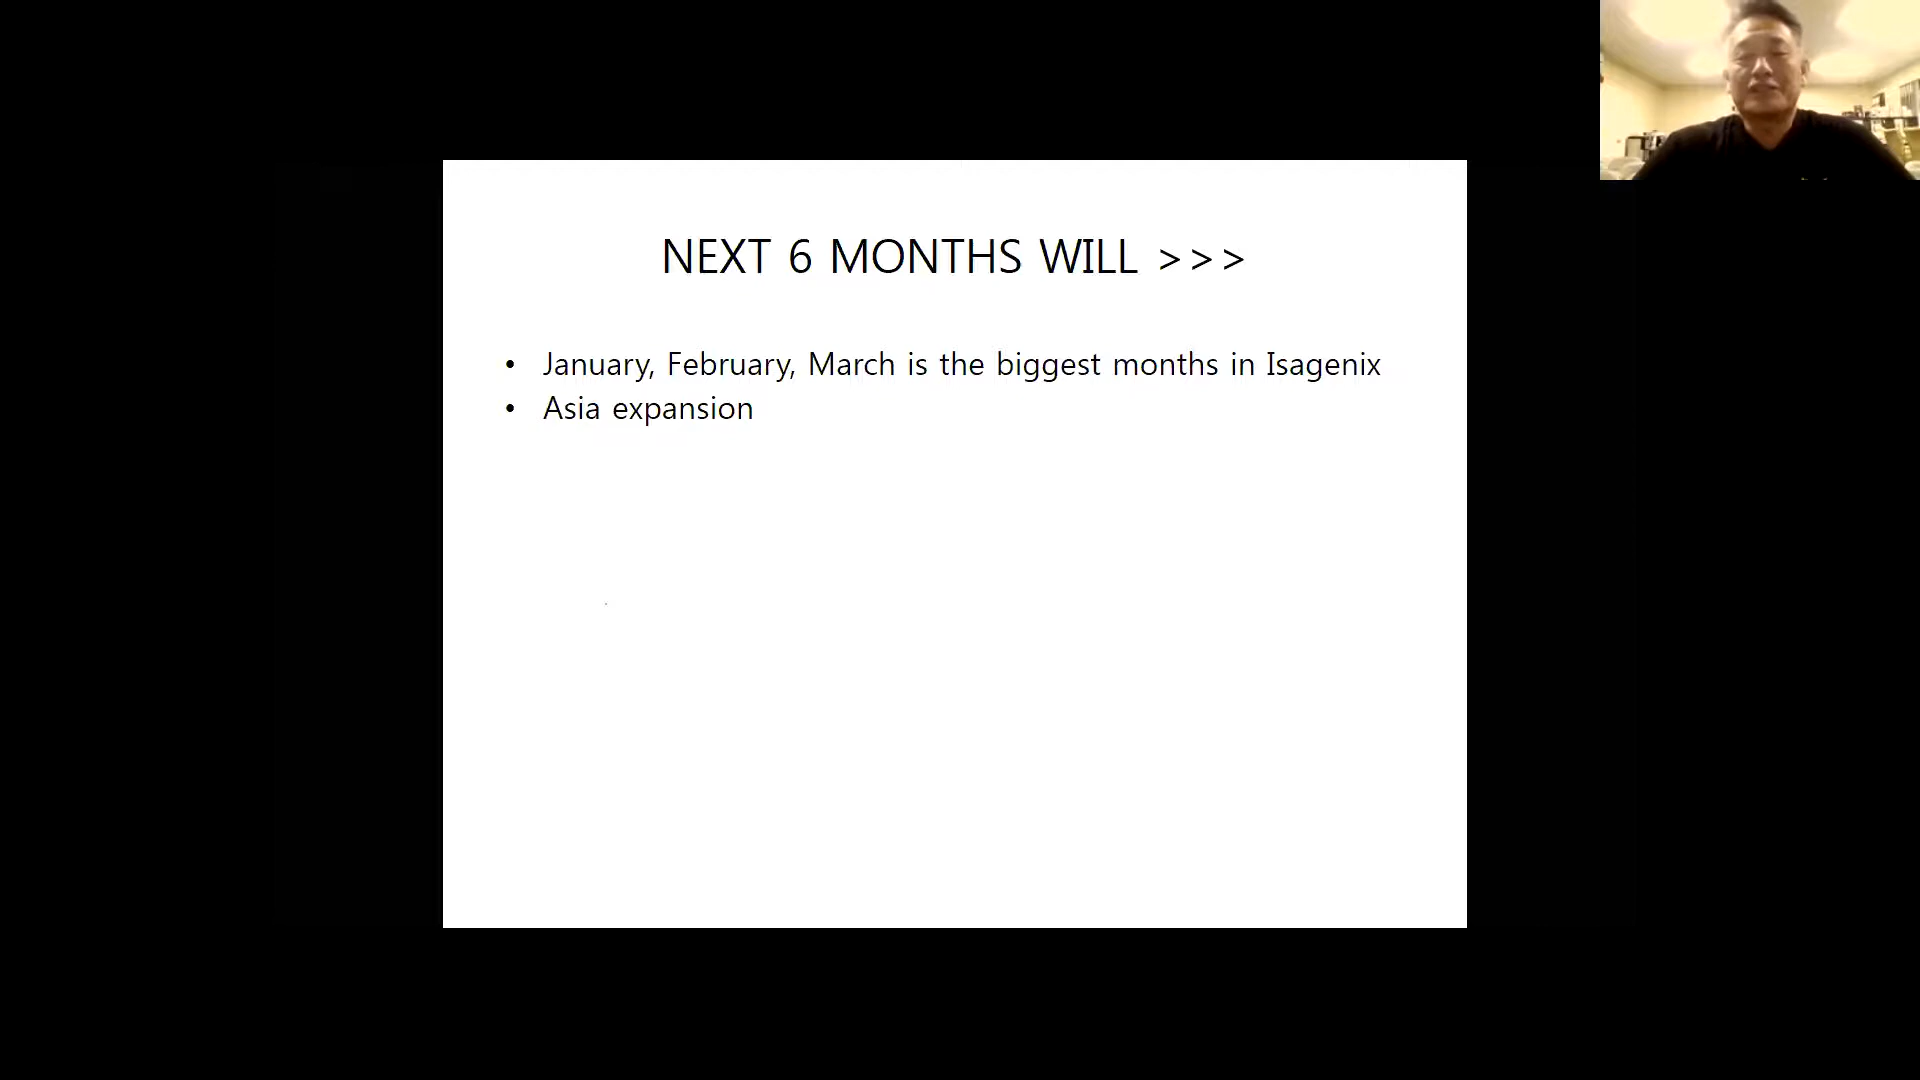 NEXT 6 MONTHS WILL >>>
• January, February, March is the biggest months in Isagenix
• Asia expansion